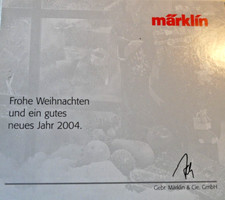 märklin
Frohe Weihnachten
und ein gutes
neues Jahr 2004.
Gebr. Märklin & Cie. GmbH